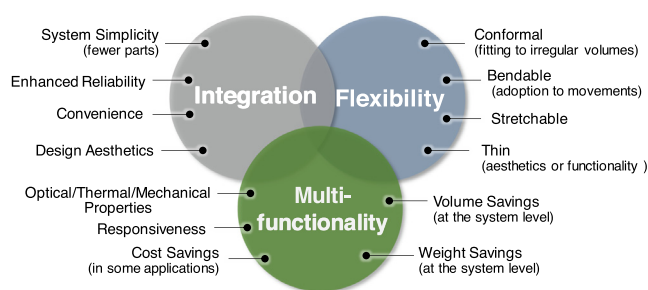 System Simplicity
(fewer parts)
Enhanced Reliability
Convenience
Design Aesthetics
Integration
Flexibility
Conformal
(fitting to irregular volumes)
Bendable
(adoption to movements)
Stretchable
Thin
(aesthetics or functionality )
Optical/Thermal/Mechanical
Properties
Responsiveness
Cost Savings
(in some applications)
Multi-
functionality
Volume Savings
(at the system level)
Weight Savings
(at the system level)